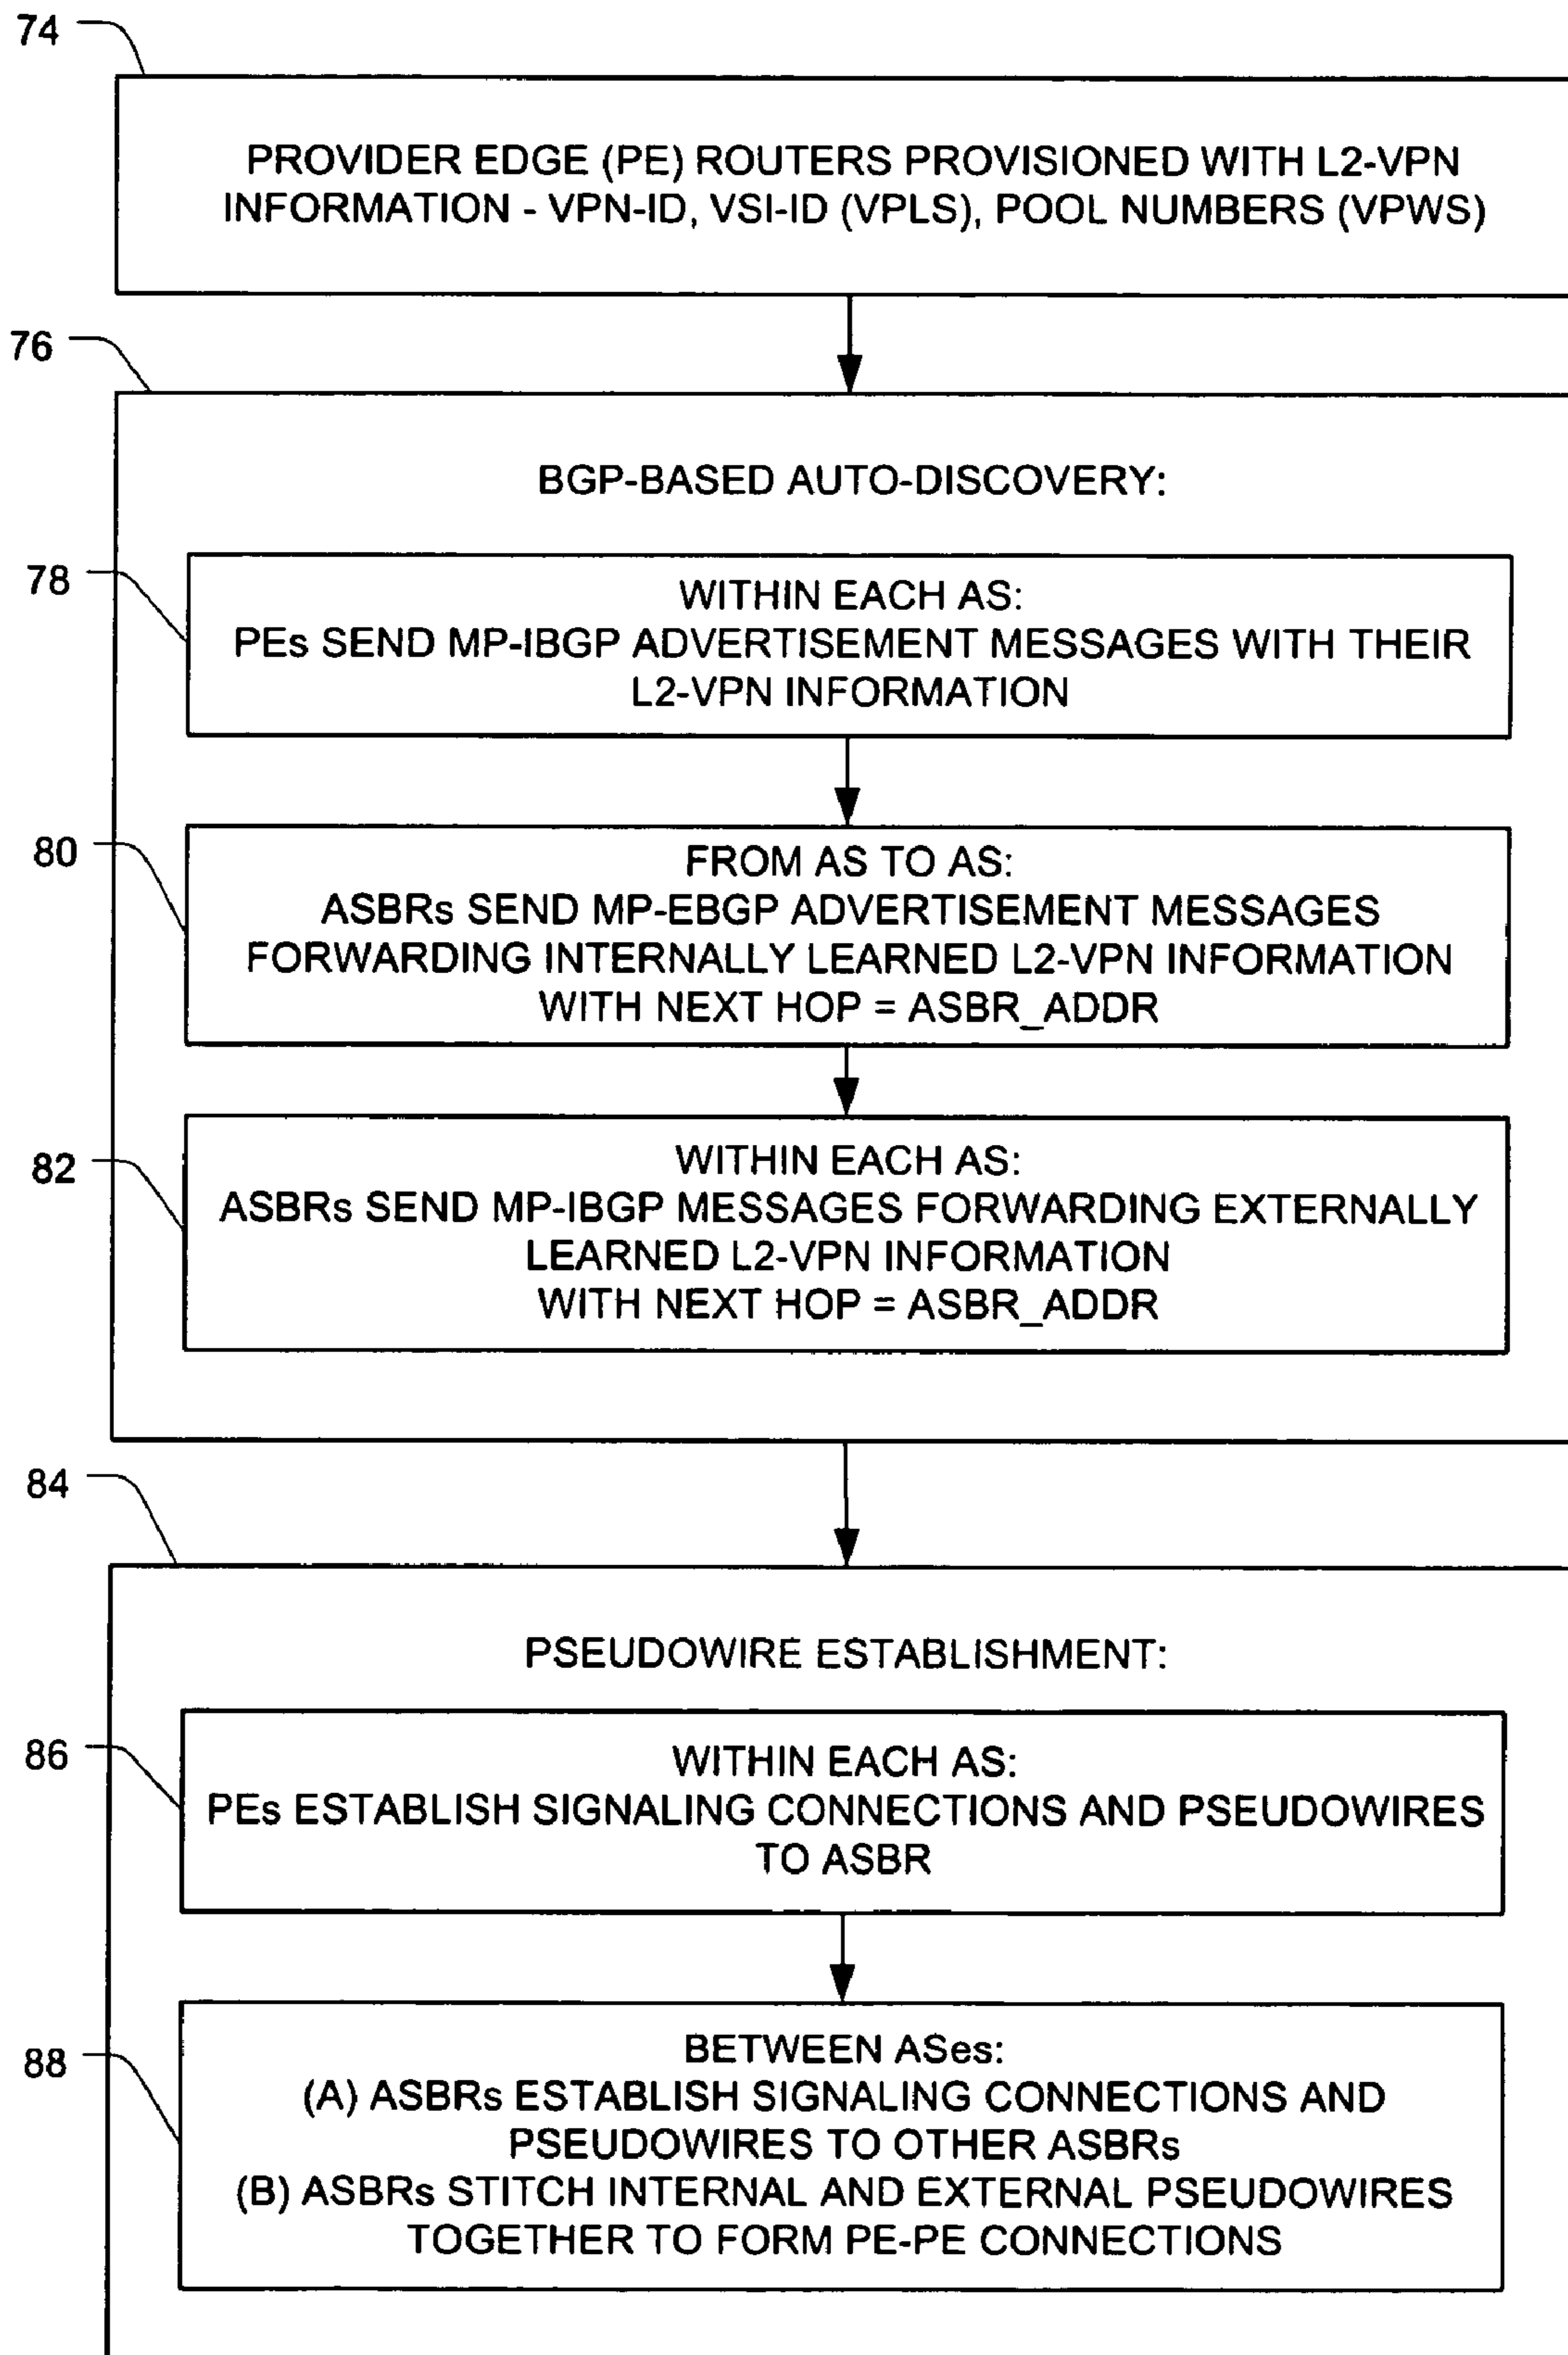 74
PROVIDER EDGE (PE) ROUTERS PROVISIONED WITH L2-VPN
INFORMATION - VPN-ID, VSI-ID (VPLS), POOL NUMBERS (VPWS)
76
BGP-BASED AUTO-DISCOVERY:
78
WITHIN EACH AS:
PEs SEND MP-IBGP ADVERTISEMENT MESSAGES WITH THEIR
L2-VPN INFORMATION
80
FROM AS TO AS:
ASBRs SEND MP-EBGP ADVERTISEMENT MESSAGES
FORWARDING INTERNALLY LEARNED L2-VPN INFORMATION
WITH NEXT HOP = ASBR_ADDR
82
WITHIN EACH AS:
ASBRs SEND MP-IBGP MESSAGES FORWARDING EXTERNALLY
LEARNED L2-VPN INFORMATION
WITH NEXT HOP = ASBR_ADDR
84
PSEUDOWIRE ESTABLISHMENT:
86
WITHIN EACH AS:
PEs ESTABLISH SIGNALING CONNECTIONS AND PSEUDOWIRES
TO ASBR
88
BETWEEN ASes:
(A) ASBRs ESTABLISH SIGNALING CONNECTIONS AND
PSEUDOWIRES TO OTHER ASBRs
(B) ASBRs STITCH INTERNAL AND EXTERNAL PSEUDOWIRES
TOGETHER TO FORM PE-PE CONNECTIONS